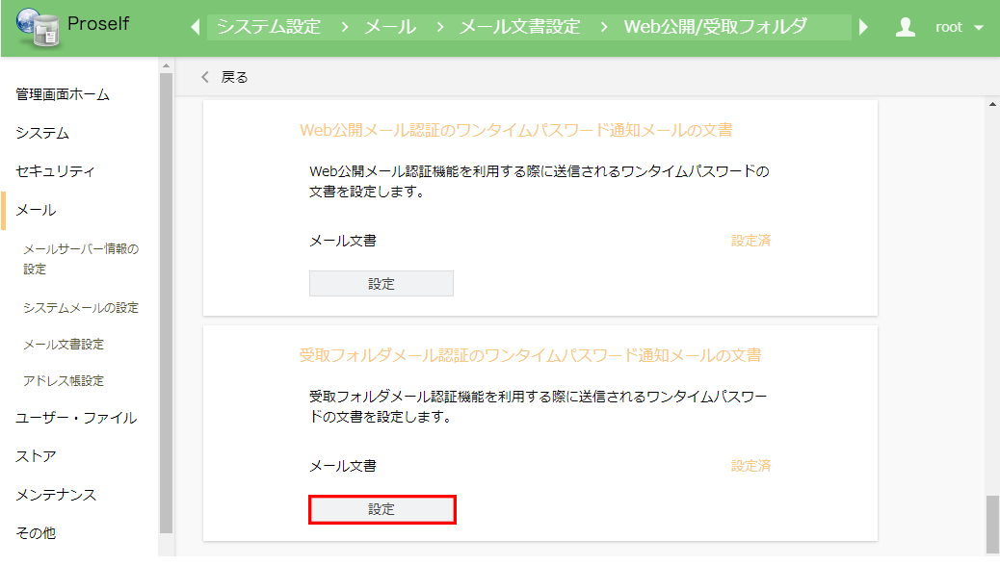 Proself
システム設定 > メール > メール文書設定 > Web公開/受取フォルダ
root
管理画面ホーム
システム
セキュリティ
メール
メールサーバー情報の
設定
システムメールの設定
メール文書設定
アドレス帳設定
ユーザー・ファイル
ストア
メンテナンス
その他
戻る
Web公開メール認証のワンタイムパスワード通知メールの文書
Web公開メール認証機能を利用する際に送信されるワンタイムパスワードの
文書を設定します。
メール文書 設定済
設定
受取フォルダメール認証のワンタイムパスワード通知メールの文書
受取フォルダメール認証機能を利用する際に送信されるワンタイムパスワー
ドの文書を設定します。
メール文書 設定済
設定